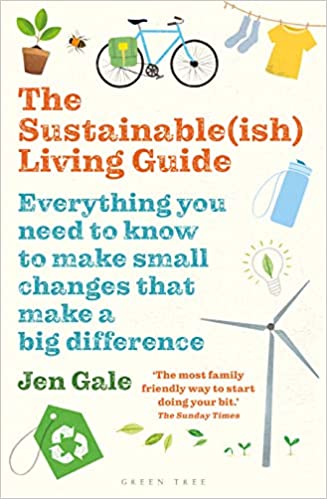 The
Sustainable(ish)
Living Guide
Everything you
need to know
to make small
changes that
make a
big difference
Jen Gale
‘The most family
friendly way to start
doing your bit.’
The Sunday Times
GREEN TREE